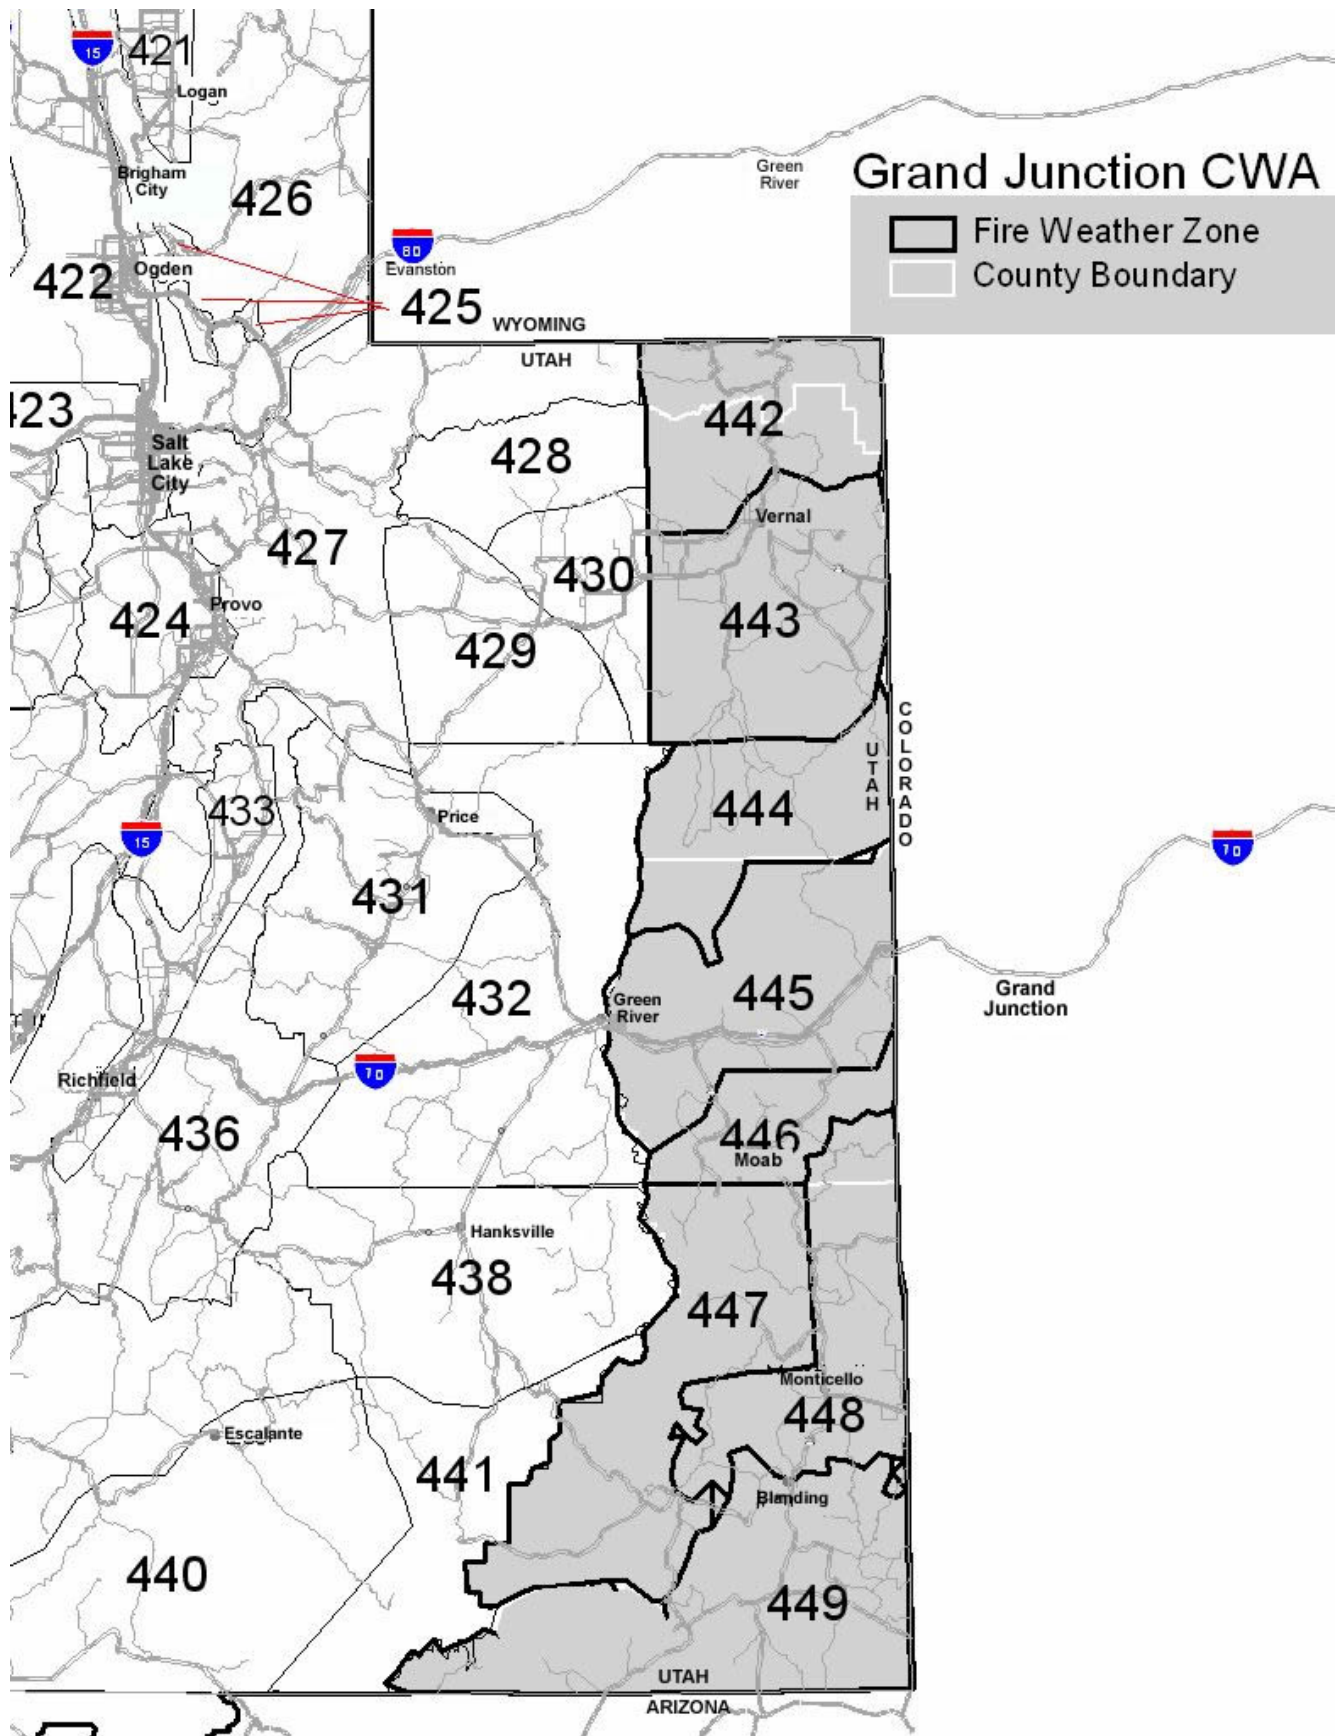 15
421
Logan
Green
River
Grand Junction CWA
Brigham
City
426
Fire Weather Zone
County Boundary
80
Evanston
Ogden
422
425
WYOMING
UTAH
442
423
428
Salt
Lake
City
Vernal
427
430
443
Provo
424
429
COLORADO
UTAH
444
433
Price
15
70
431
445
432
Grand
Junction
Green
River
70
Richfield
436
446
Moab
Hanksville
438
447
Monticello
448
Escalante
441
Blanding
440
449
UTAH
ARIZONA